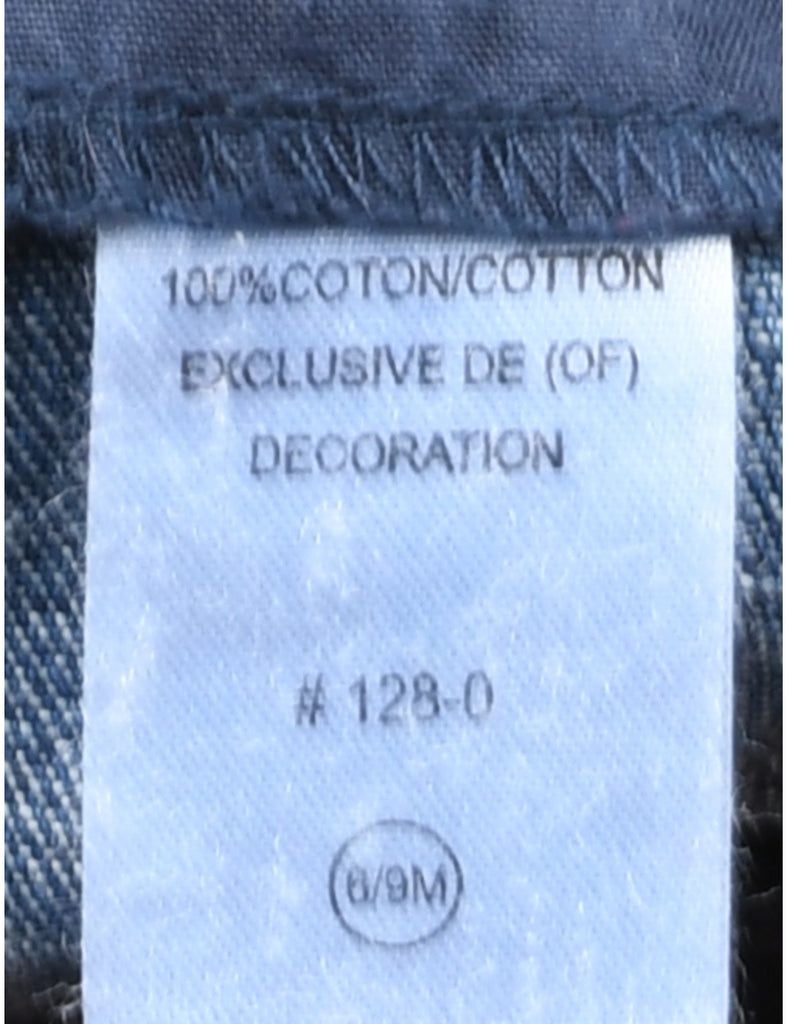 100%COTON/COTTON
EXCLUSIVE DE (OF)
DECORATION
# 128-0
6/9M